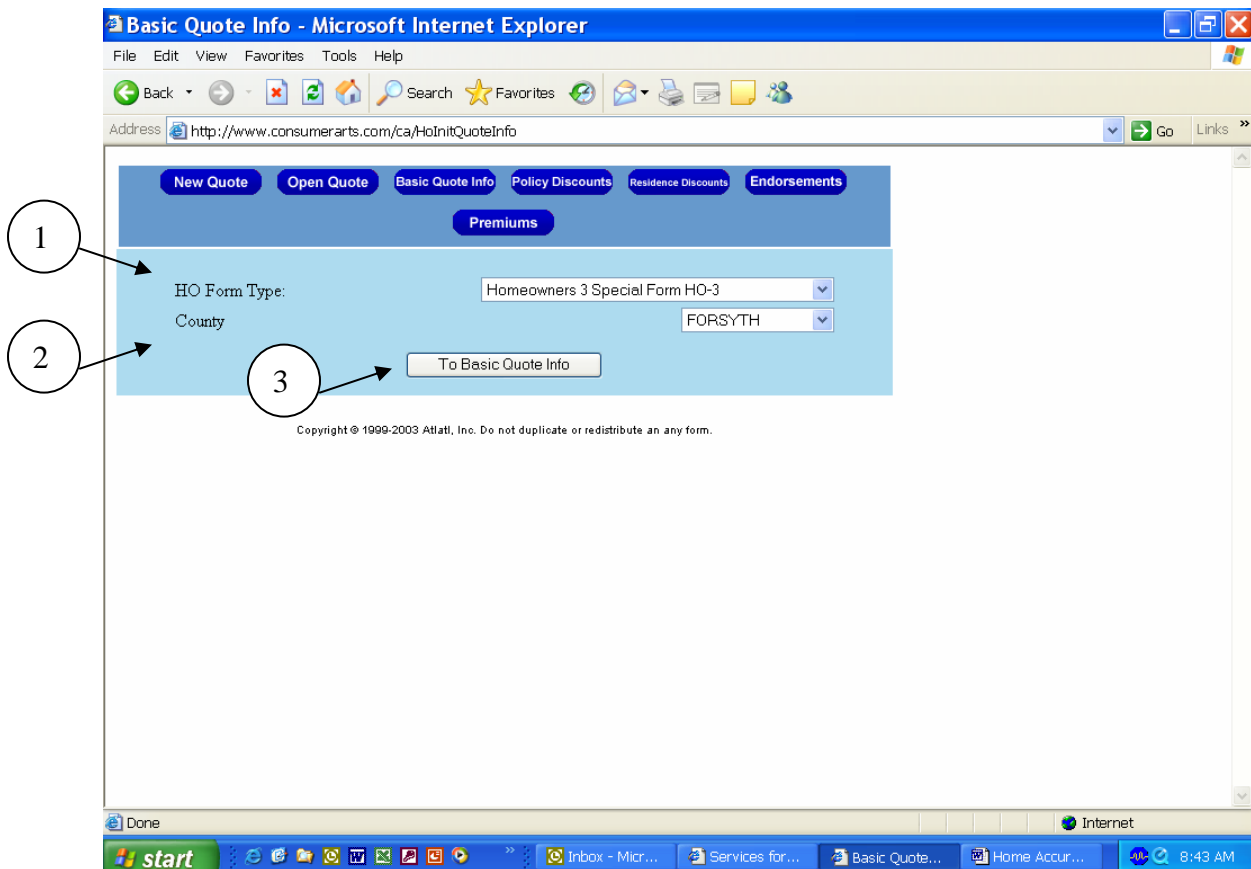 Basic Quote Info - Microsoft Internet Explorer
File Edit View Favorites Tools Help
Back Search Favorites
Address http://www.consumerarts.com/ca/HoInitQuoteInfo Go Links »
New Quote Open Quote Basic Quote Info Policy Discounts Residence Discounts Endorsements
Premiums
1
HO Form Type: Homeowners 3 Special Form HO-3
County FORSYTH
2
3
To Basic Quote Info
Copyright © 1999-2003 Atlatl, Inc. Do not duplicate or redistribute an any form.
Done Internet
start » Inbox - Micr... Services for... Basic Quote... Home Accur... 8:43 AM